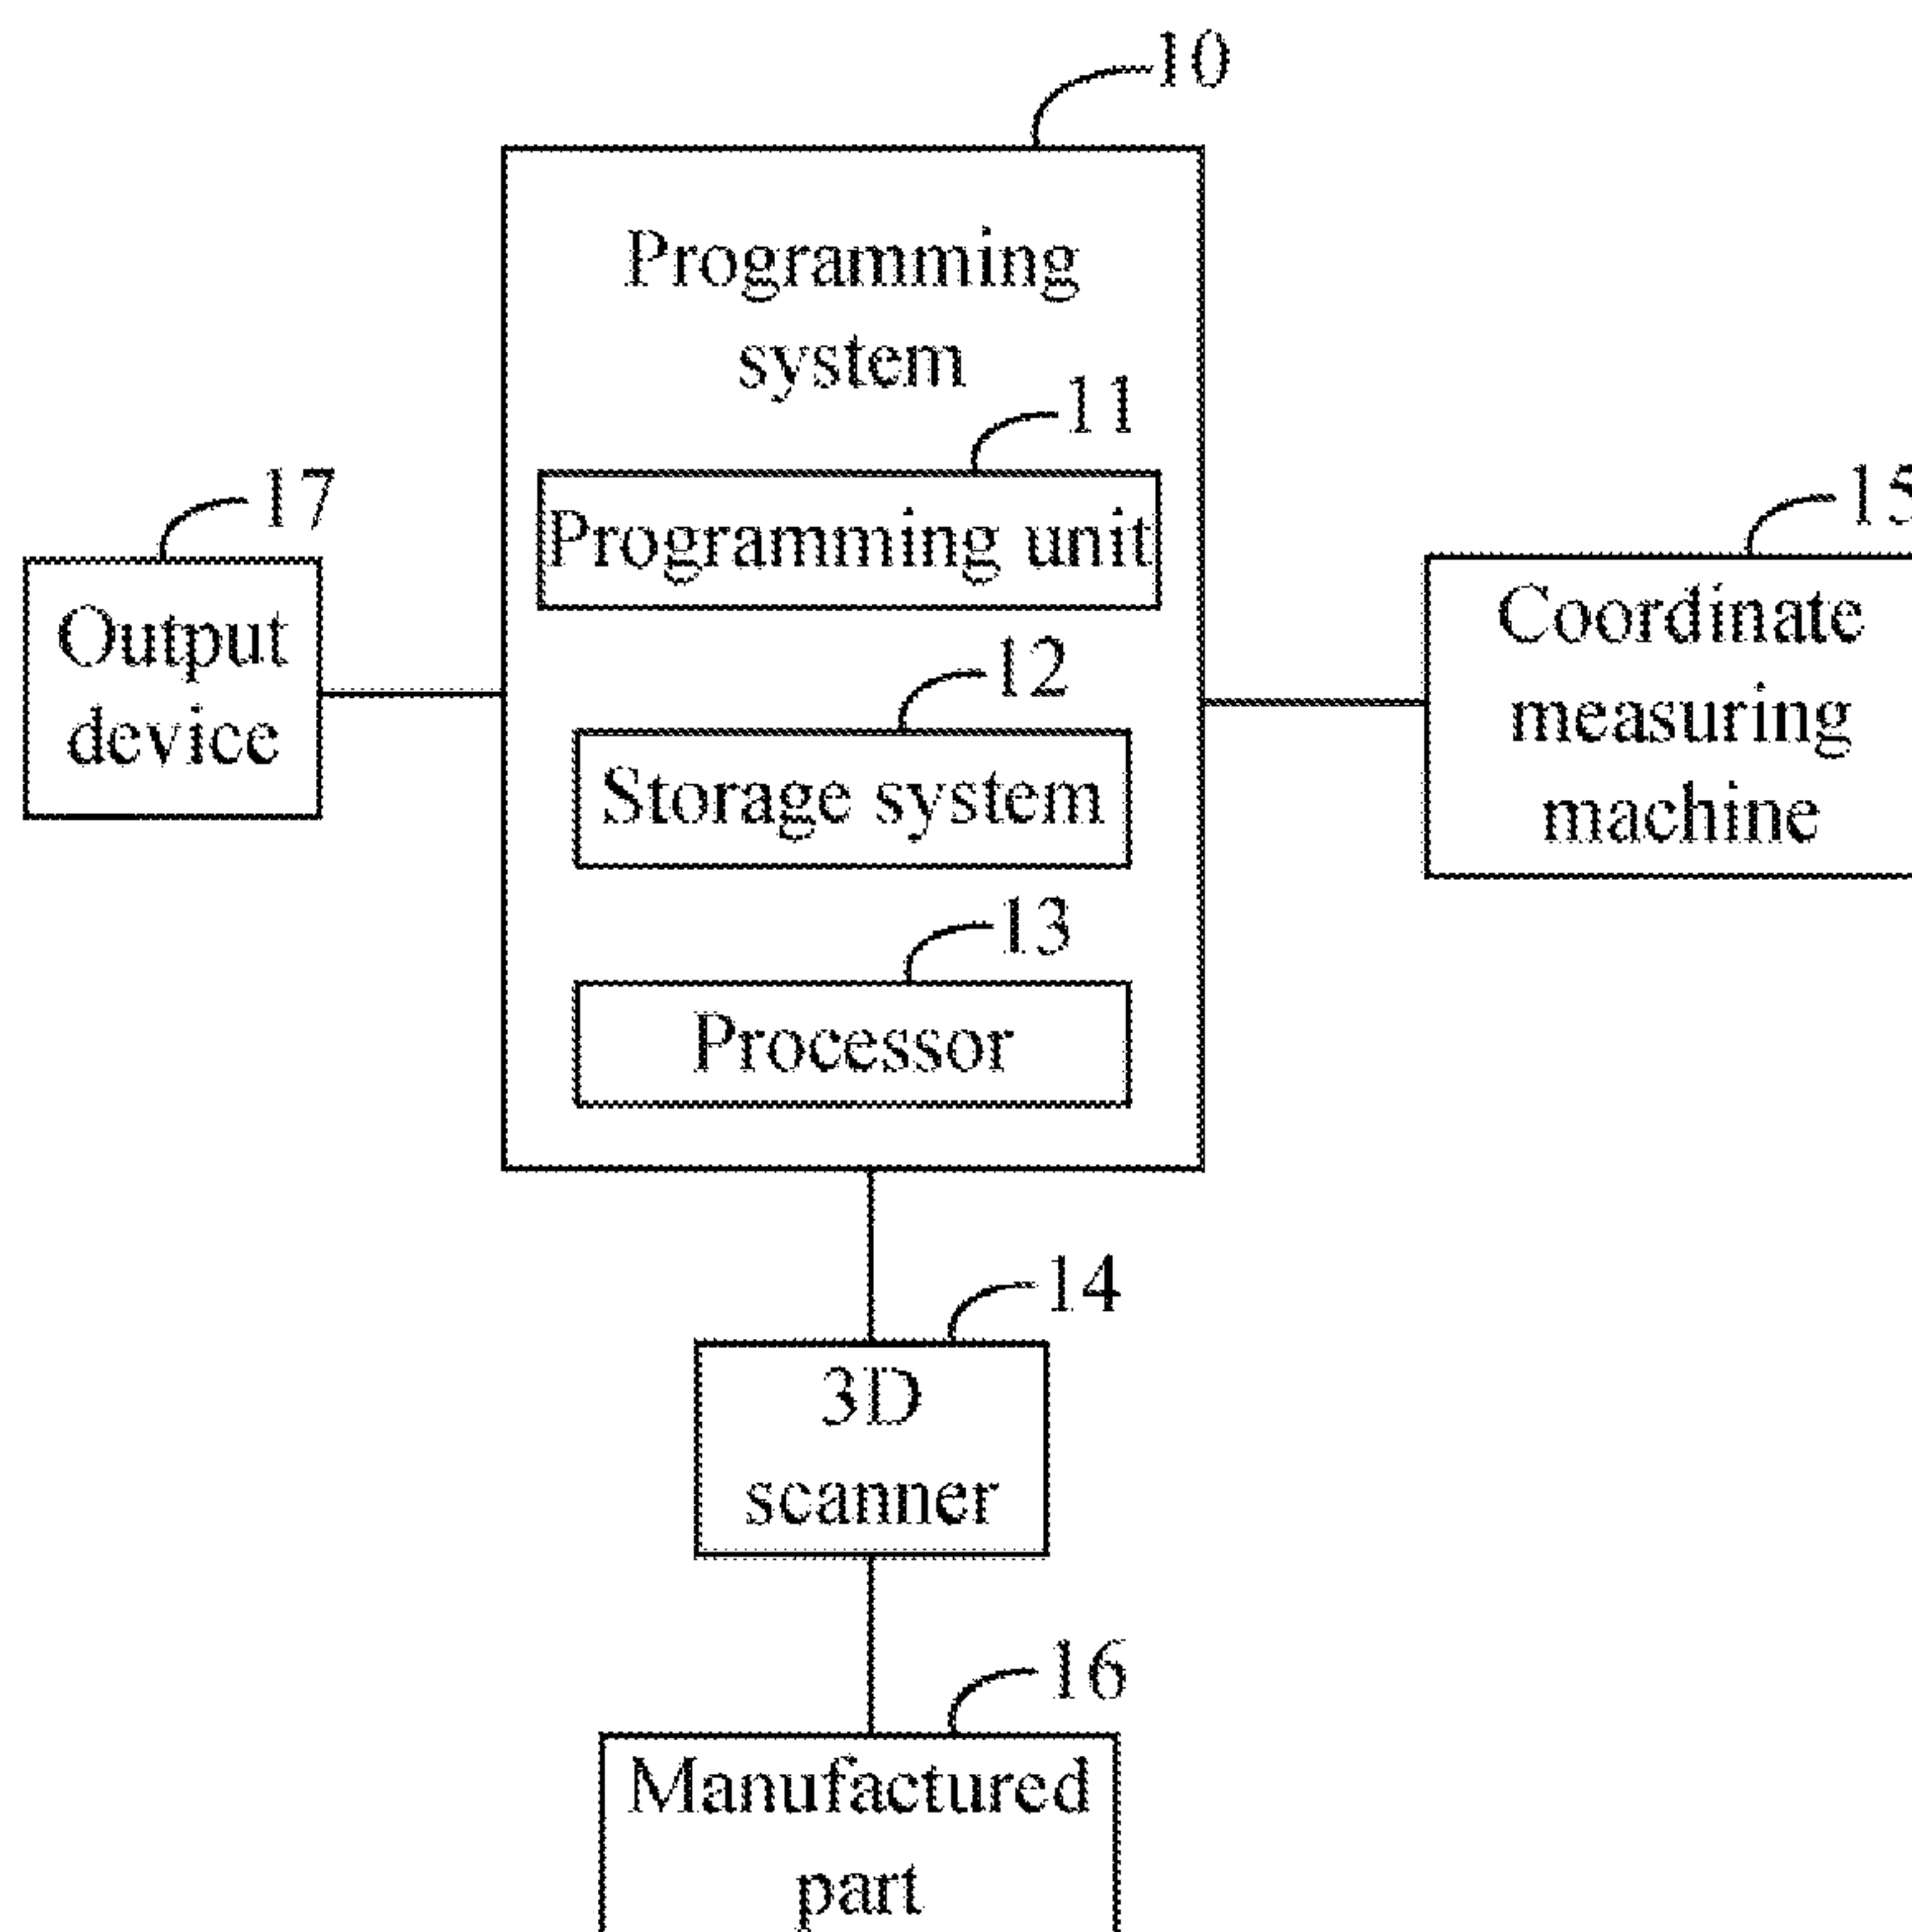 10
Programming
system
11
Programming unit
12
Storage system
13
Processor
17
Output
device
15
Coordinate
measuring
machine
14
3D
scanner
16
Manufactured
part